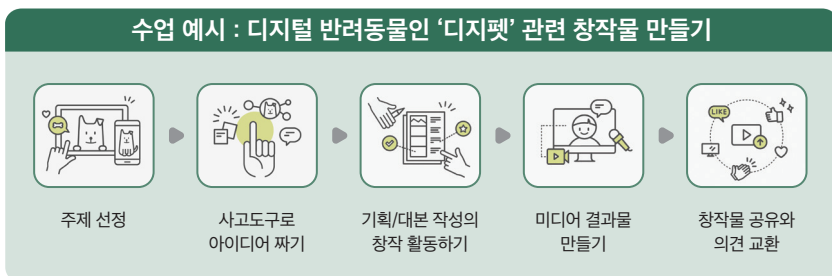 수업 예시 : 디지털 반려동물인 ‘디지펫’ 관련 창작물 만들기
LIKE
주제 선정
사고도구로
아이디어 짜기
기획/대본 작성의
창작 활동하기
미디어 결과물
만들기
창작물 공유와
의견 교환